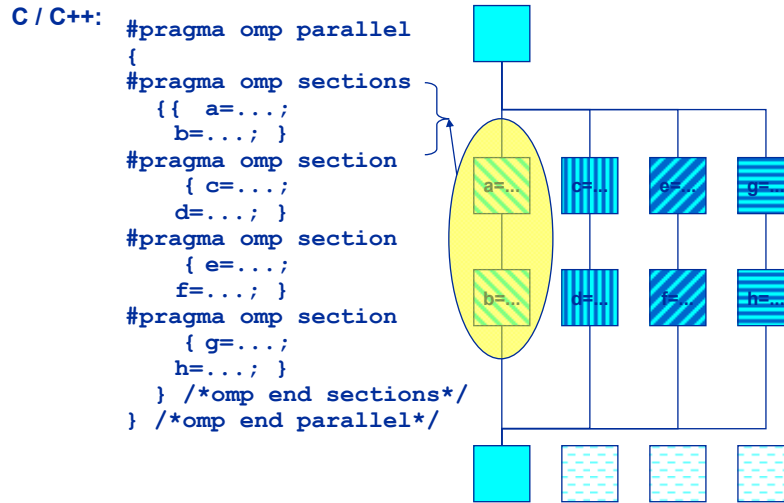 C / C++:
#pragma omp parallel
{
#pragma omp sections
{{ a=...;
b=...; }
#pragma omp section
{ c=...;
d=...; }
#pragma omp section
{ e=...;
f=...; }
#pragma omp section
{ g=...;
h=...; }
} /*omp end sections*/
} /*omp end parallel*/
a=... c=... e=... g=...
b=... d=... f=... h=...